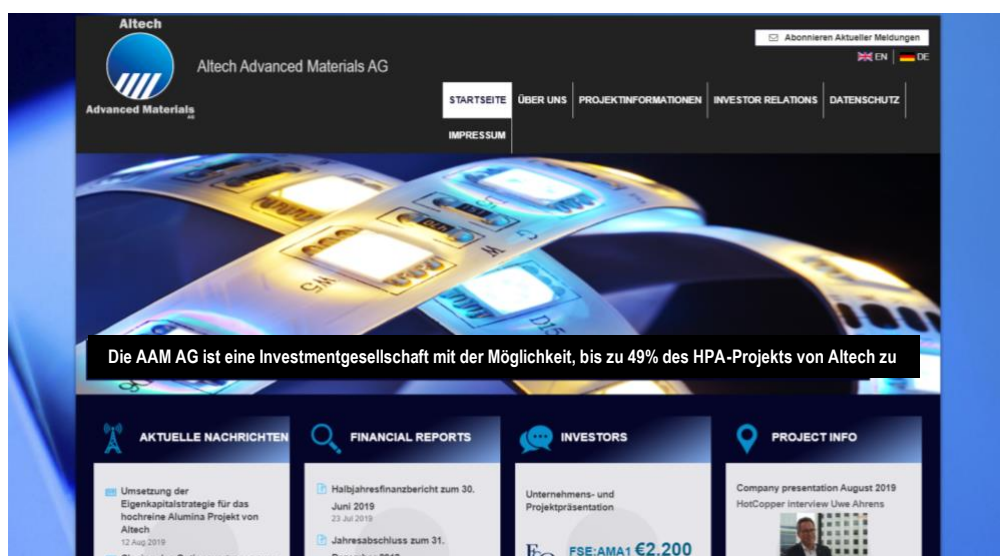 Altech
Advanced Materials
AG
Altech Advanced Materials AG
Abonnieren Aktueller Meldungen
EN DE
STARTSEITE ÜBER UNS PROJEKTINFORMATIONEN INVESTOR RELATIONS DATENSCHUTZ
IMPRESSUM
W5
W
G
D15
Die AAM AG ist eine Investmentgesellschaft mit der Möglichkeit, bis zu 49% des HPA-Projekts von Altech zu
AKTUELLE NACHRICHTEN
Umsetzung der
Eigenkapitalstrategie für das
hochreine Alumina Projekt von
Altech
12 Aug 2019
FINANCIAL REPORTS
Halbjahresfinanzbericht zum 30.
Juni 2019
23 Jul 2019
Jahresabschluss zum 31.
INVESTORS
Unternehmens- und
Projektpräsentation
FSE:AMA1 €2,200
PROJECT INFO
Company presentation August 2019
HotCopper interview Uwe Ahrens